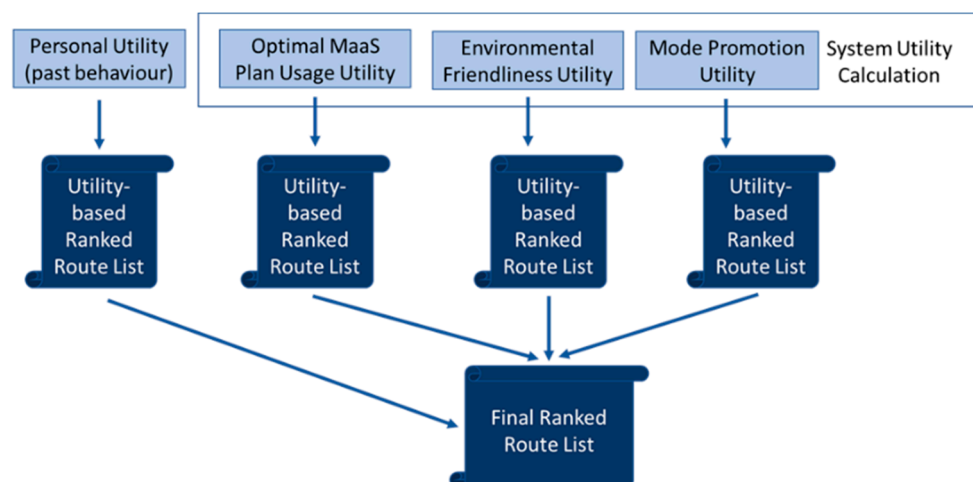 Personal Utility
(past behaviour)
Optimal MaaS
Plan Usage Utility
Environmental
Friendliness Utility
Mode Promotion
Utility
System Utility
Calculation
Utility-
based
Ranked
Route List
Utility-
based
Ranked
Route List
Utility-
based
Ranked
Route List
Utility-
based
Ranked
Route List
Final Ranked
Route List